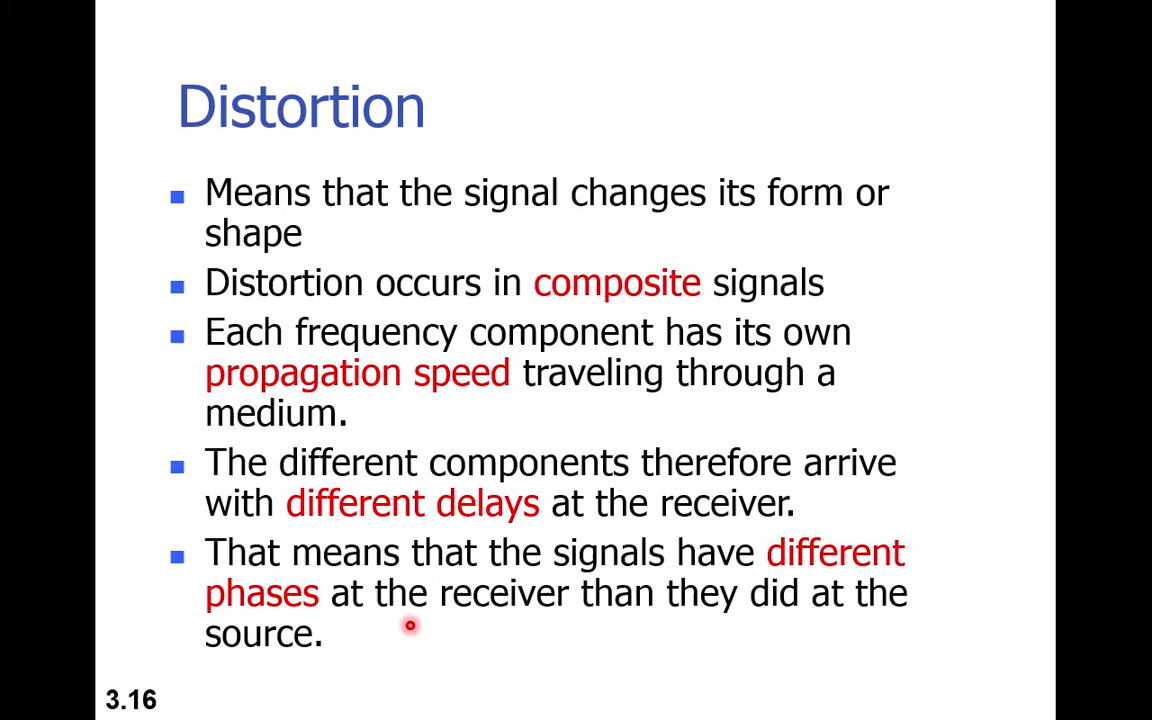 Distortion
Means that the signal changes its form or
shape
Distortion occurs in composite signals
Each frequency component has its own
propagation speed traveling through a
medium.
The different components therefore arrive
with different delays at the receiver.
That means that the signals have different
phases at the receiver than they did at the
source.
3.16